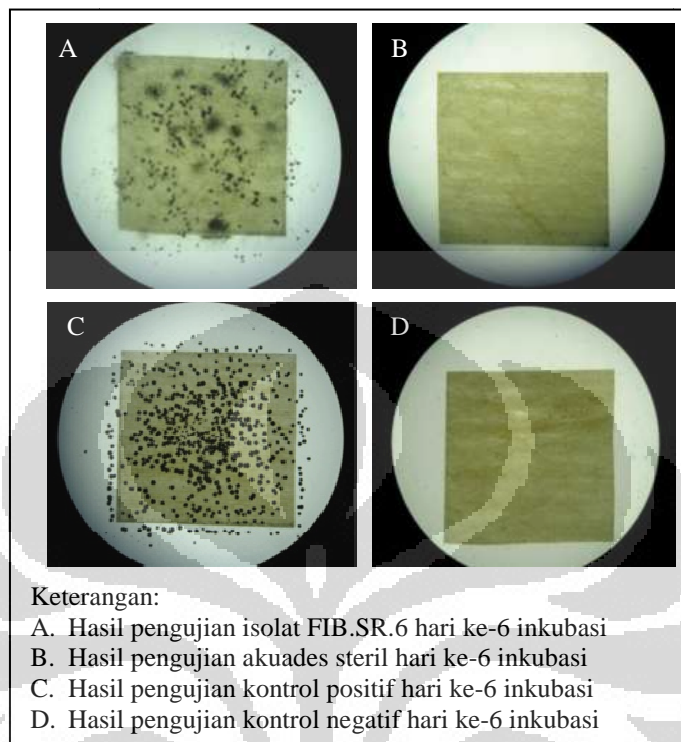 A
B
C
D
Keterangan:
A. Hasil pengujian isolat FIB.SR.6 hari ke-6 inkubasi
B. Hasil pengujian akuades steril hari ke-6 inkubasi
C. Hasil pengujian kontrol positif hari ke-6 inkubasi
D. Hasil pengujian kontrol negatif hari ke-6 inkubasi